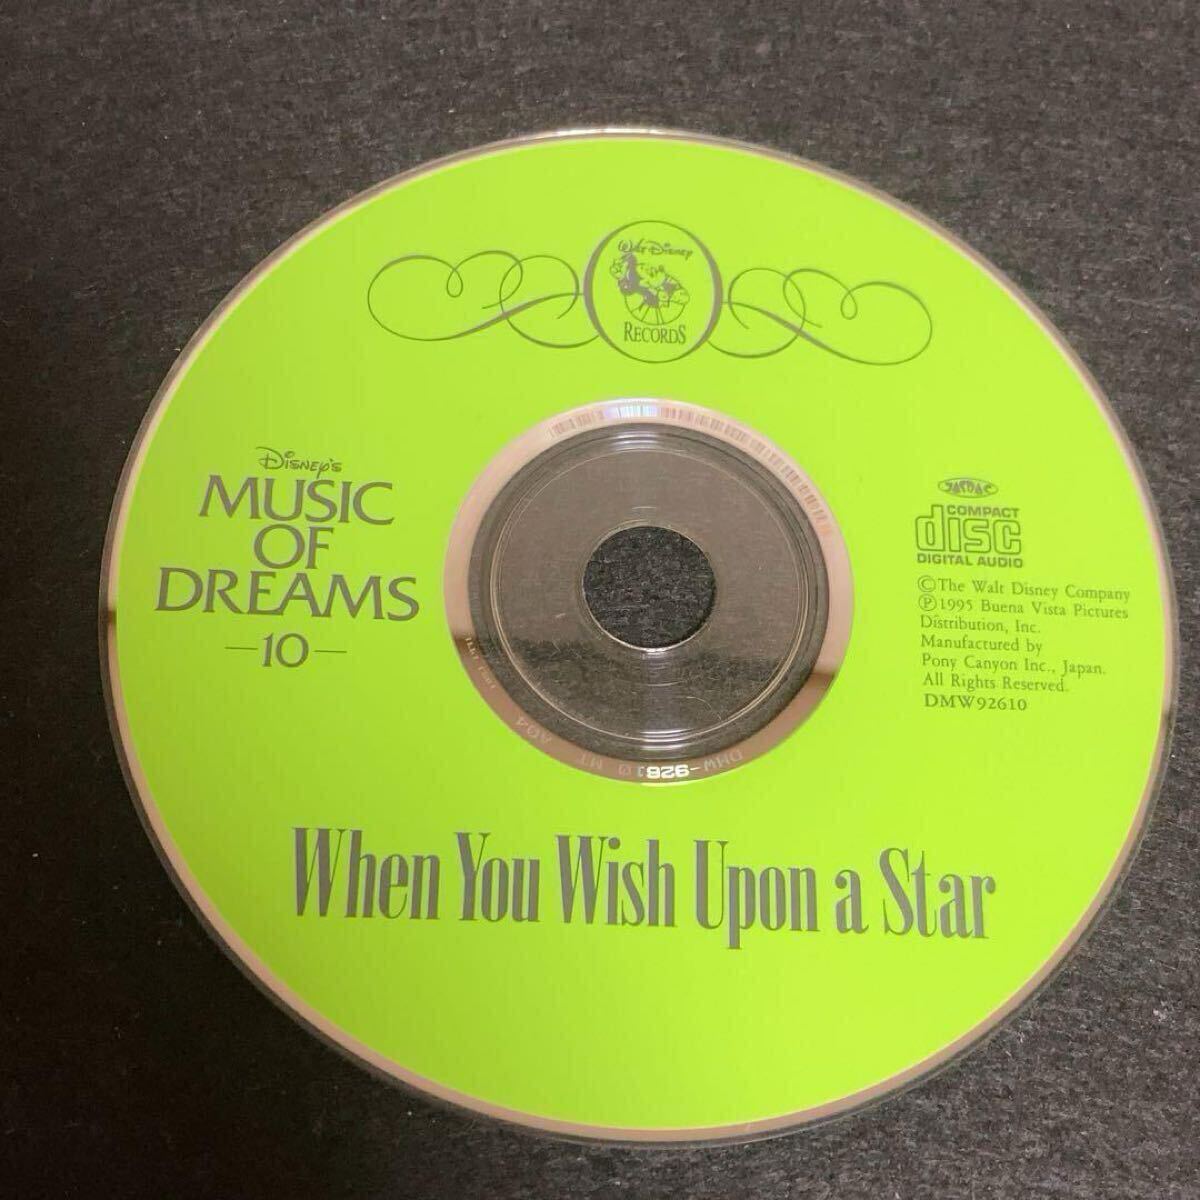 Walt Disney
RECORDS
Disney's
MUSIC
OF
DREAMS
—10—
JASRAC
COMPACT
disc
DIGITAL AUDIO
©The Walt Disney Company
℗1995 Buena Vista Pictures
Distribution, Inc.
Manufactured by
Pony Canyon Inc., Japan.
All Rights Reserved.
DMW92610
When You Wish Upon a Star